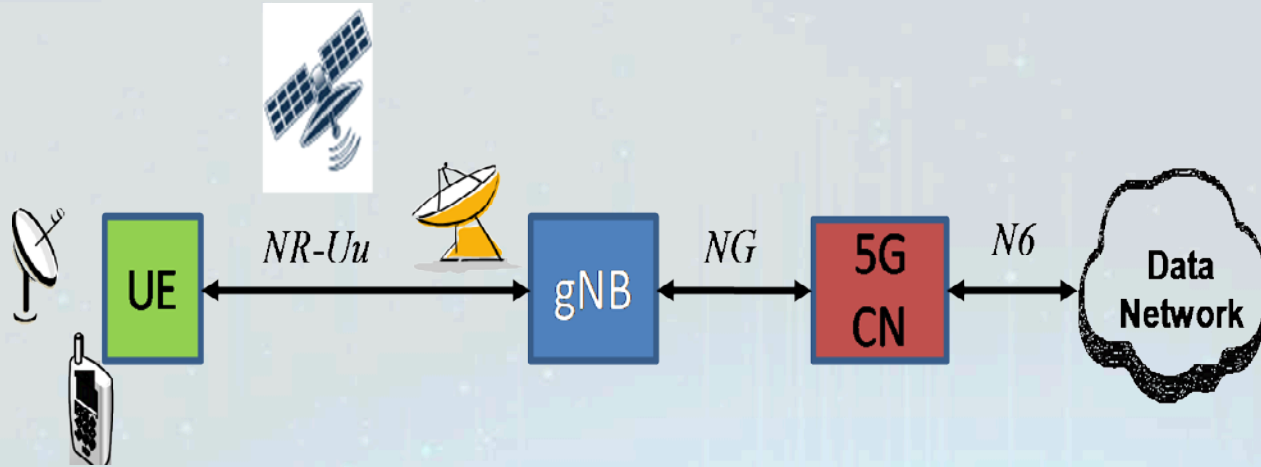 UE
NR-Uu
gNB
NG
5G
CN
N6
Data
Network